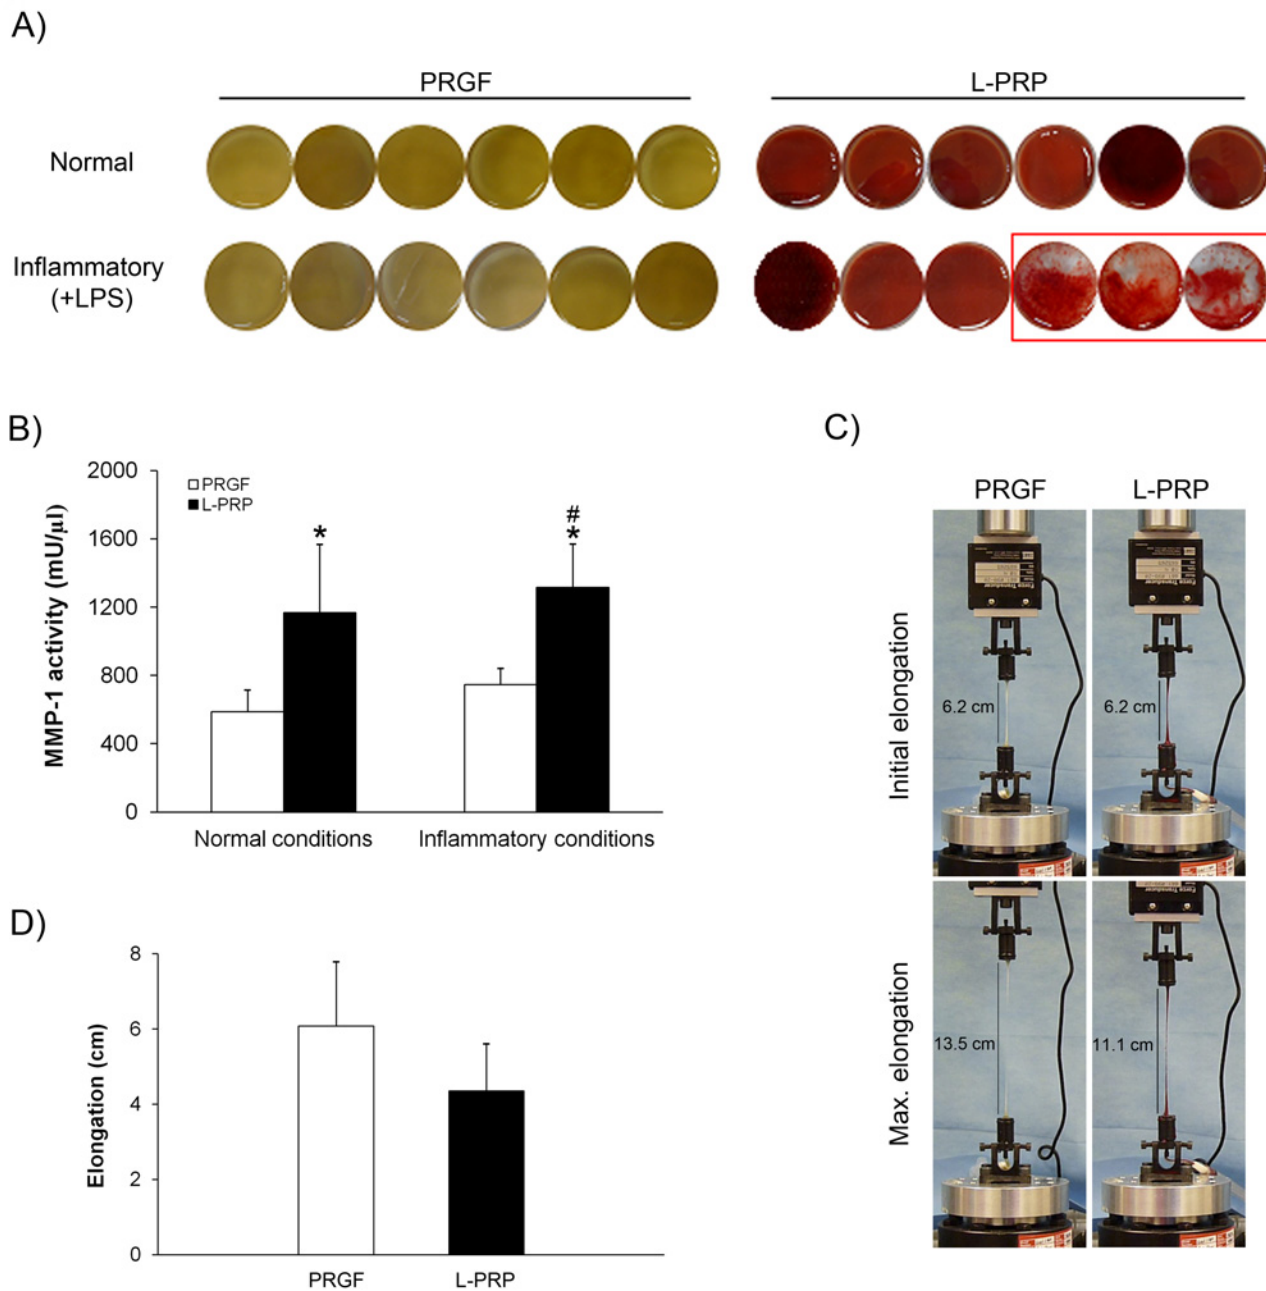 A)
PRGF
L-PRP
Normal
Inflammatory
(+LPS)
B)
2000
1600
1200
800
400
0
MMP-1 activity (mU/μl)
PRGF
L-PRP
*
#
*
Normal conditions
Inflammatory conditions
C)
PRGF
L-PRP
Initial elongation
6.2 cm
6.2 cm
Max. elongation
13.5 cm
11.1 cm
D)
8
6
4
2
0
Elongation (cm)
PRGF
L-PRP